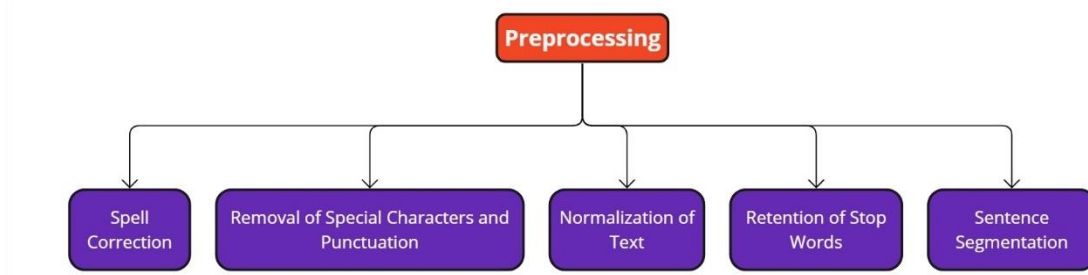 Preprocessing
Spell
Correction
Removal of Special Characters and
Punctuation
Normalization of
Text
Retention of Stop
Words
Sentence
Segmentation